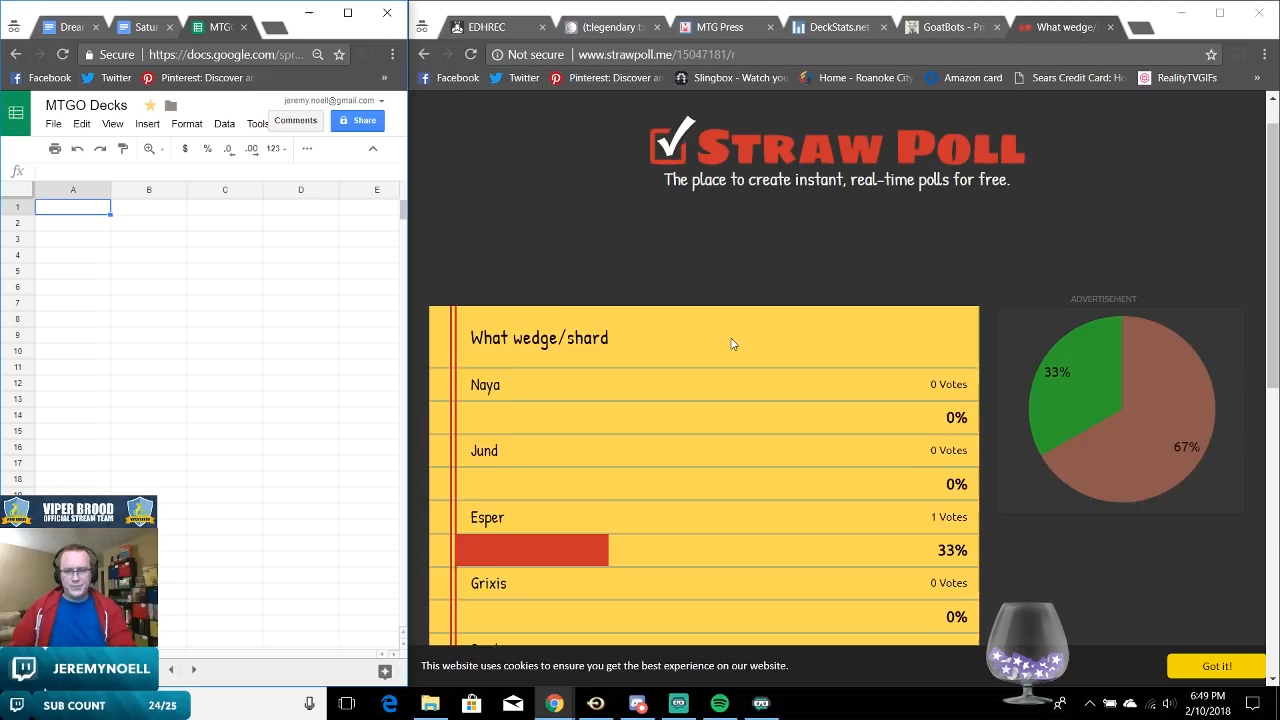 Drea
Satur
MTGO
EDHREC
(t)legendary t
MTG Press
DeckStats.net
GoatBots - Pr
What wedge/
Secure
https://docs.google.com/spr...
Not secure
www.strawpoll.me/15047181/r
Facebook
Twitter
Pinterest: Discover a
»
Facebook
Twitter
Pinterest: Discover an
Slingbox - Watch you
Home - Roanoke City
Amazon card
Sears Credit Card: Ho
RealityTVGIFs
»
MTGO Decks
jeremy.noell@gmail.com
File Edit View Insert Format Data Tools
Comments
Share
$ % .0 .00 123
fx
A B C D E
1
2
3
4
5
6
7
8
9
10
11
12
13
14
15
16
17
18
STRAW POLL
The place to create instant, real-time polls for free.
ADVERTISEMENT
What wedge/shard
Naya 0 Votes
0%
Jund 0 Votes
0%
Esper 1 Votes
33%
Grixis 0 Votes
0%
33%
67%
VIPER BROOD
OFFICIAL STREAM TEAM
JEREMYNOELL
SUB COUNT 24/25
This website uses cookies to ensure you get the best experience on our website.
Got it!
6:49 PM
2/10/2018